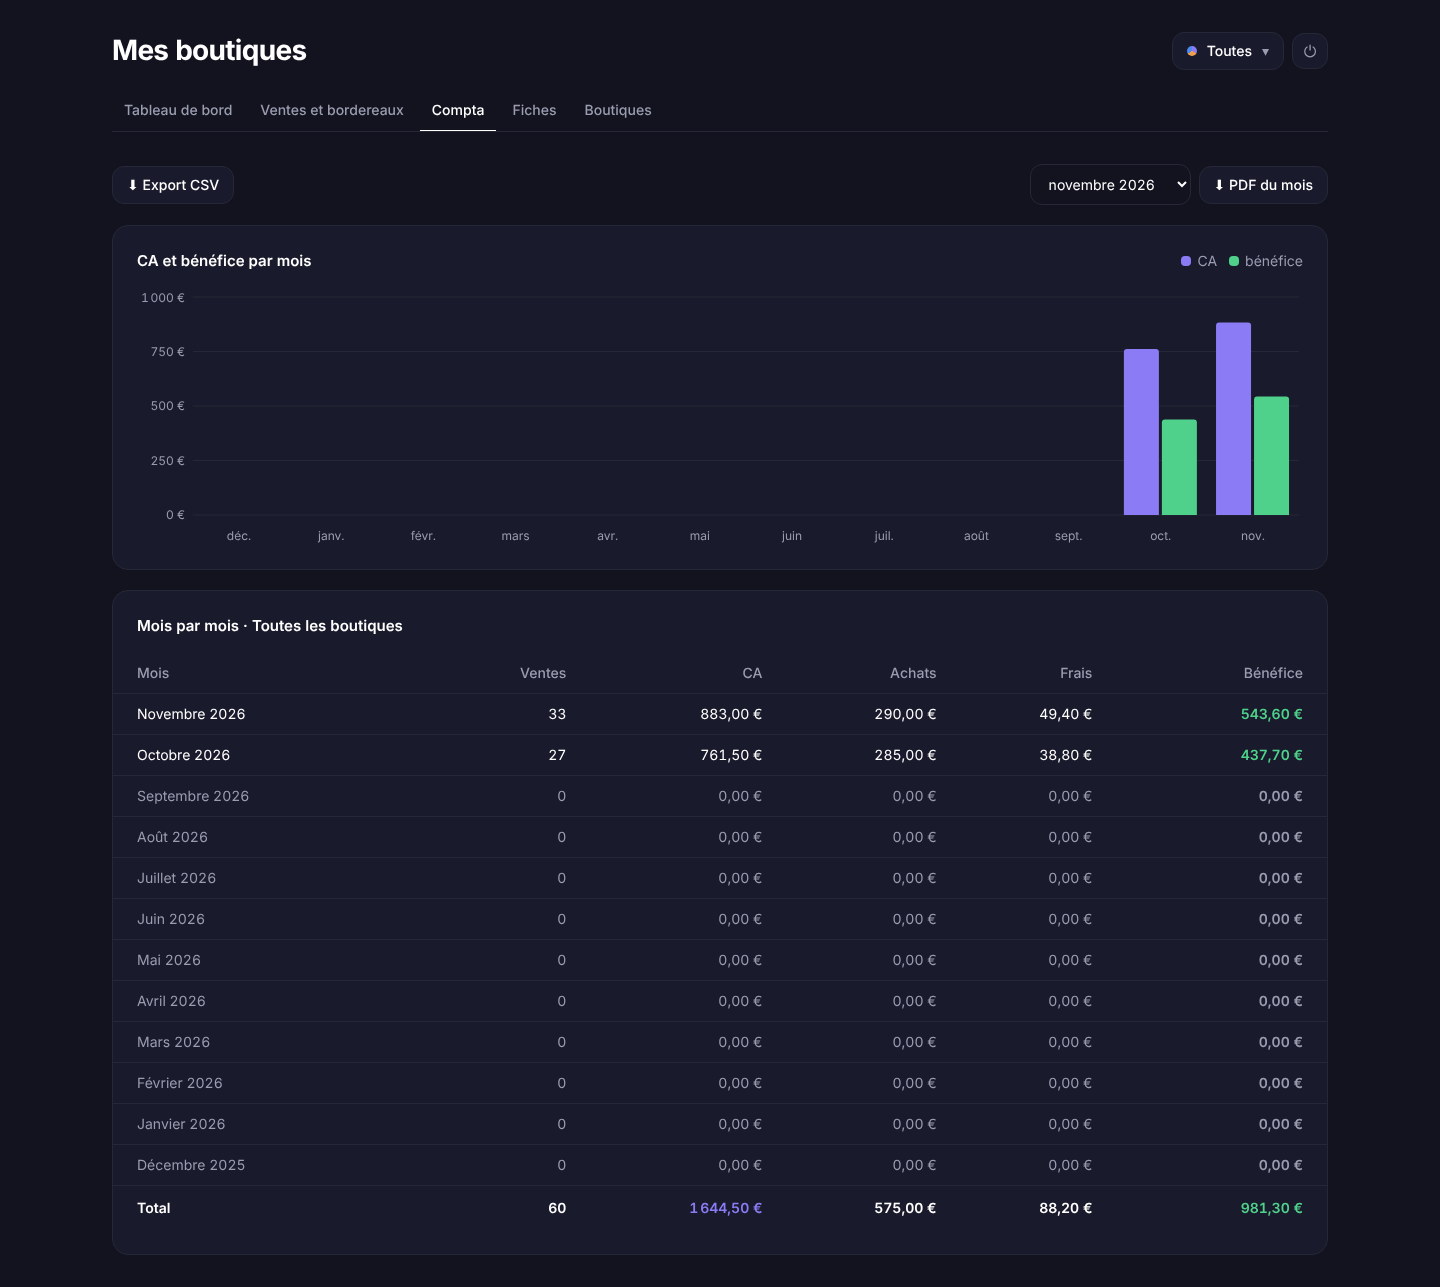 Mes boutiques
Toutes ▾
Tableau de bord Ventes et bordereaux Compta Fiches Boutiques
⬇ Export CSV
novembre 2026
⬇ PDF du mois
CA et bénéfice par mois
CA bénéfice
1 000 €
750 €
500 €
250 €
0 €
déc. janv. févr. mars avr. mai juin juil. août sept. oct. nov.
Mois par mois · Toutes les boutiques
Mois Ventes CA Achats Frais Bénéfice
Novembre 2026 33 883,00 € 290,00 € 49,40 € 543,60 €
Octobre 2026 27 761,50 € 285,00 € 38,80 € 437,70 €
Septembre 2026 0 0,00 € 0,00 € 0,00 € 0,00 €
Août 2026 0 0,00 € 0,00 € 0,00 € 0,00 €
Juillet 2026 0 0,00 € 0,00 € 0,00 € 0,00 €
Juin 2026 0 0,00 € 0,00 € 0,00 € 0,00 €
Mai 2026 0 0,00 € 0,00 € 0,00 € 0,00 €
Avril 2026 0 0,00 € 0,00 € 0,00 € 0,00 €
Mars 2026 0 0,00 € 0,00 € 0,00 € 0,00 €
Février 2026 0 0,00 € 0,00 € 0,00 € 0,00 €
Janvier 2026 0 0,00 € 0,00 € 0,00 € 0,00 €
Décembre 2025 0 0,00 € 0,00 € 0,00 € 0,00 €
Total 60 1 644,50 € 575,00 € 88,20 € 981,30 €